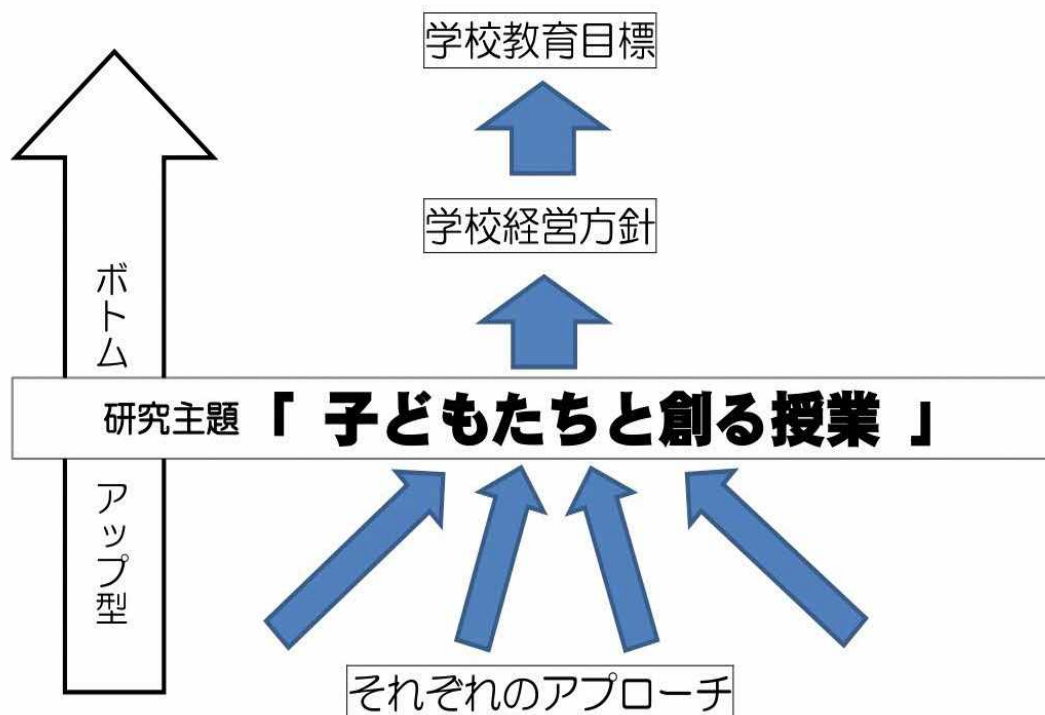 学校教育目標
学校経営方針
ボトム
研究主題「 子どもたちと創る授業 」
アップ型
それぞれのアプローチ